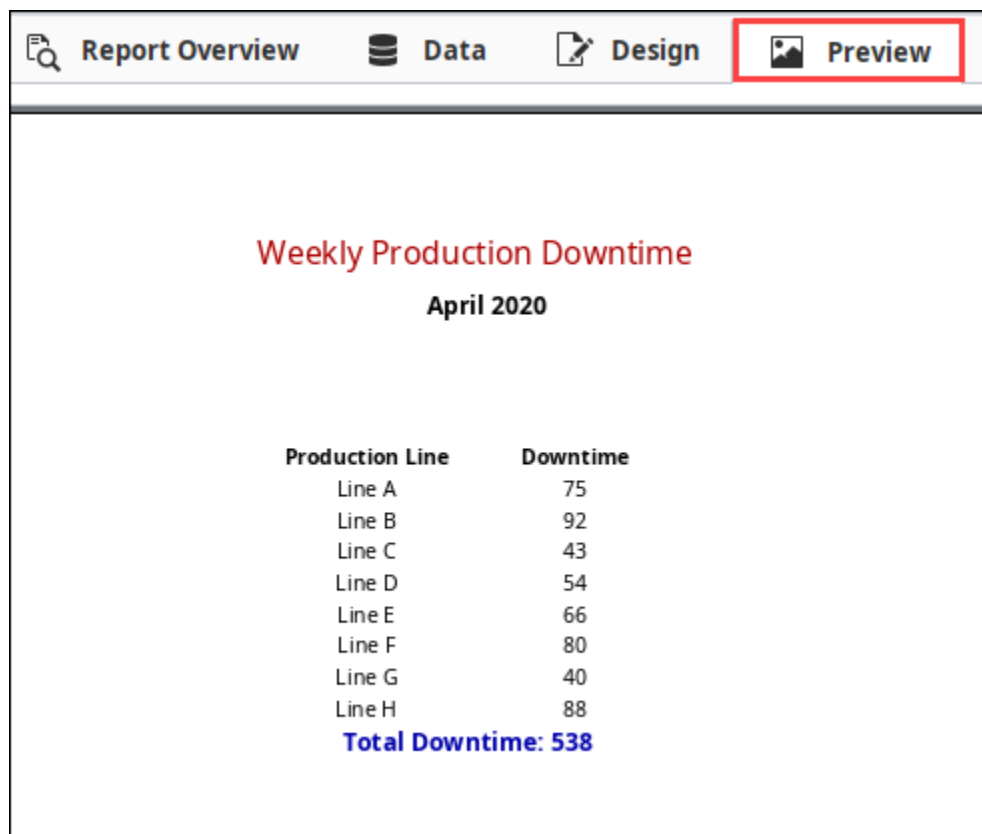 Report Overview Data Design Preview
Weekly Production Downtime
April 2020
Production Line Downtime
Line A 75
Line B 92
Line C 43
Line D 54
Line E 66
Line F 80
Line G 40
Line H 88
Total Downtime: 538